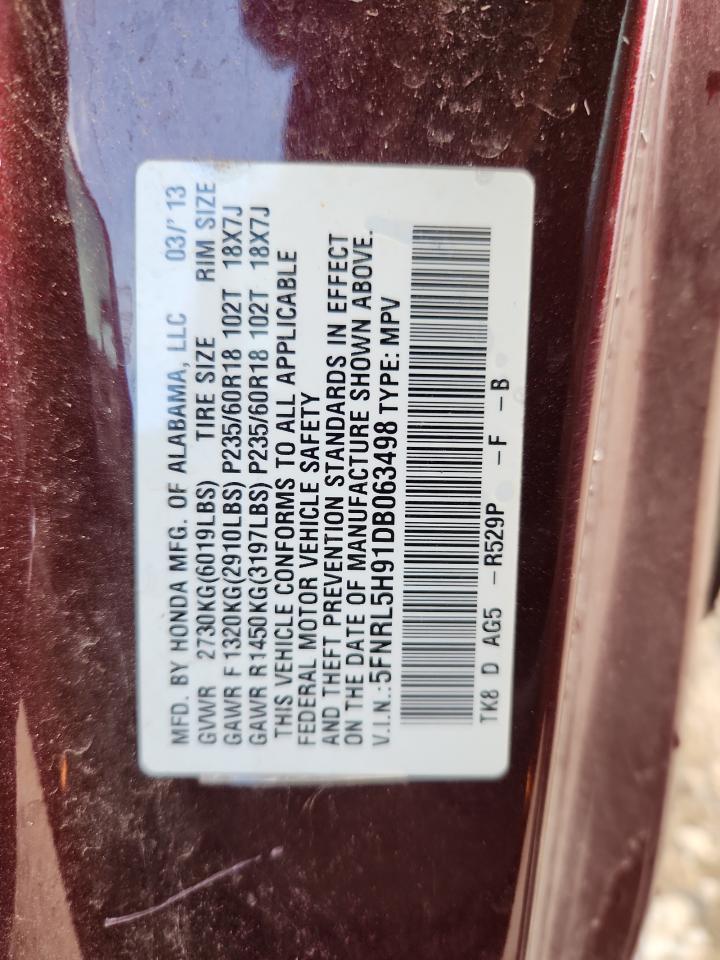 MFD. BY HONDA MFG. OF ALABAMA, LLC 03/'13
GVWR 2730KG(6019LBS) TIRE SIZE RIM SIZE
GAWR F 1320KG(2910LBS) P235/60R18 102T 18X7J
GAWR R1450KG(3197LBS) P235/60R18 102T 18X7J
THIS VEHICLE CONFORMS TO ALL APPLICABLE
FEDERAL MOTOR VEHICLE SAFETY
AND THEFT PREVENTION STANDARDS IN EFFECT
ON THE DATE OF MANUFACTURE SHOWN ABOVE.
V.I.N.:5FNRL5H91DB063498 TYPE: MPV
TK8 D AG5 -R529P -F -B